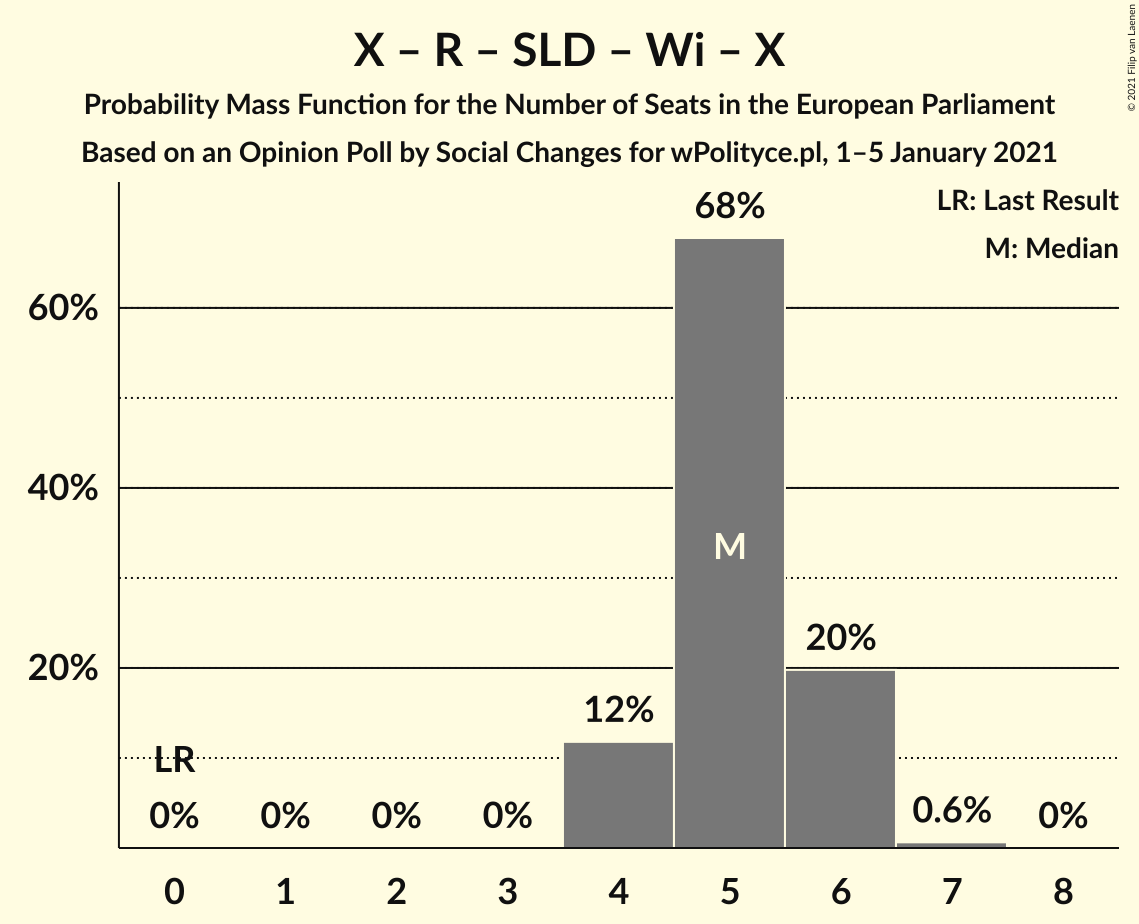 X – R – SLD – Wi – X
Probability Mass Function for the Number of Seats in the European Parliament
Based on an Opinion Poll by Social Changes for wPolityce.pl, 1–5 January 2021
© 2021 Filip van Laenen
LR: Last Result
M: Median
68%
60%
40%
M
20%
20%
12%
LR
0% 0% 0% 0% 0.6% 0%
0 1 2 3 4 5 6 7 8